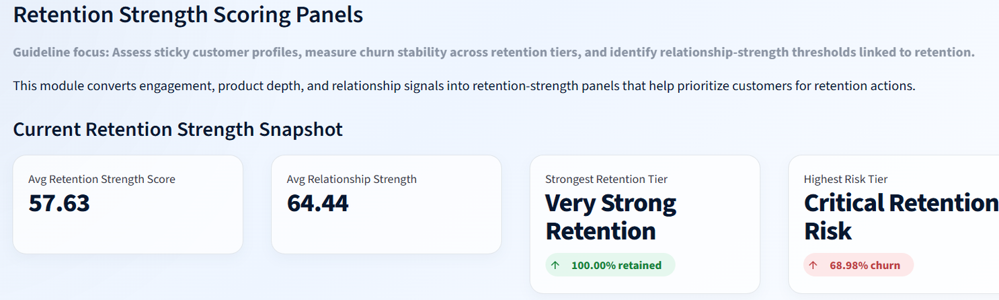 Retention Strength Scoring Panels
Guideline focus: Assess sticky customer profiles, measure churn stability across retention tiers, and identify relationship-strength thresholds linked to retention.
This module converts engagement, product depth, and relationship signals into retention-strength panels that help prioritize customers for retention actions.
Current Retention Strength Snapshot
Avg Retention Strength Score
57.63
Avg Relationship Strength
64.44
Strongest Retention Tier
Very Strong
Retention
↑ 100.00% retained
Highest Risk Tier
Critical Retention
Risk
↑ 68.98% churn